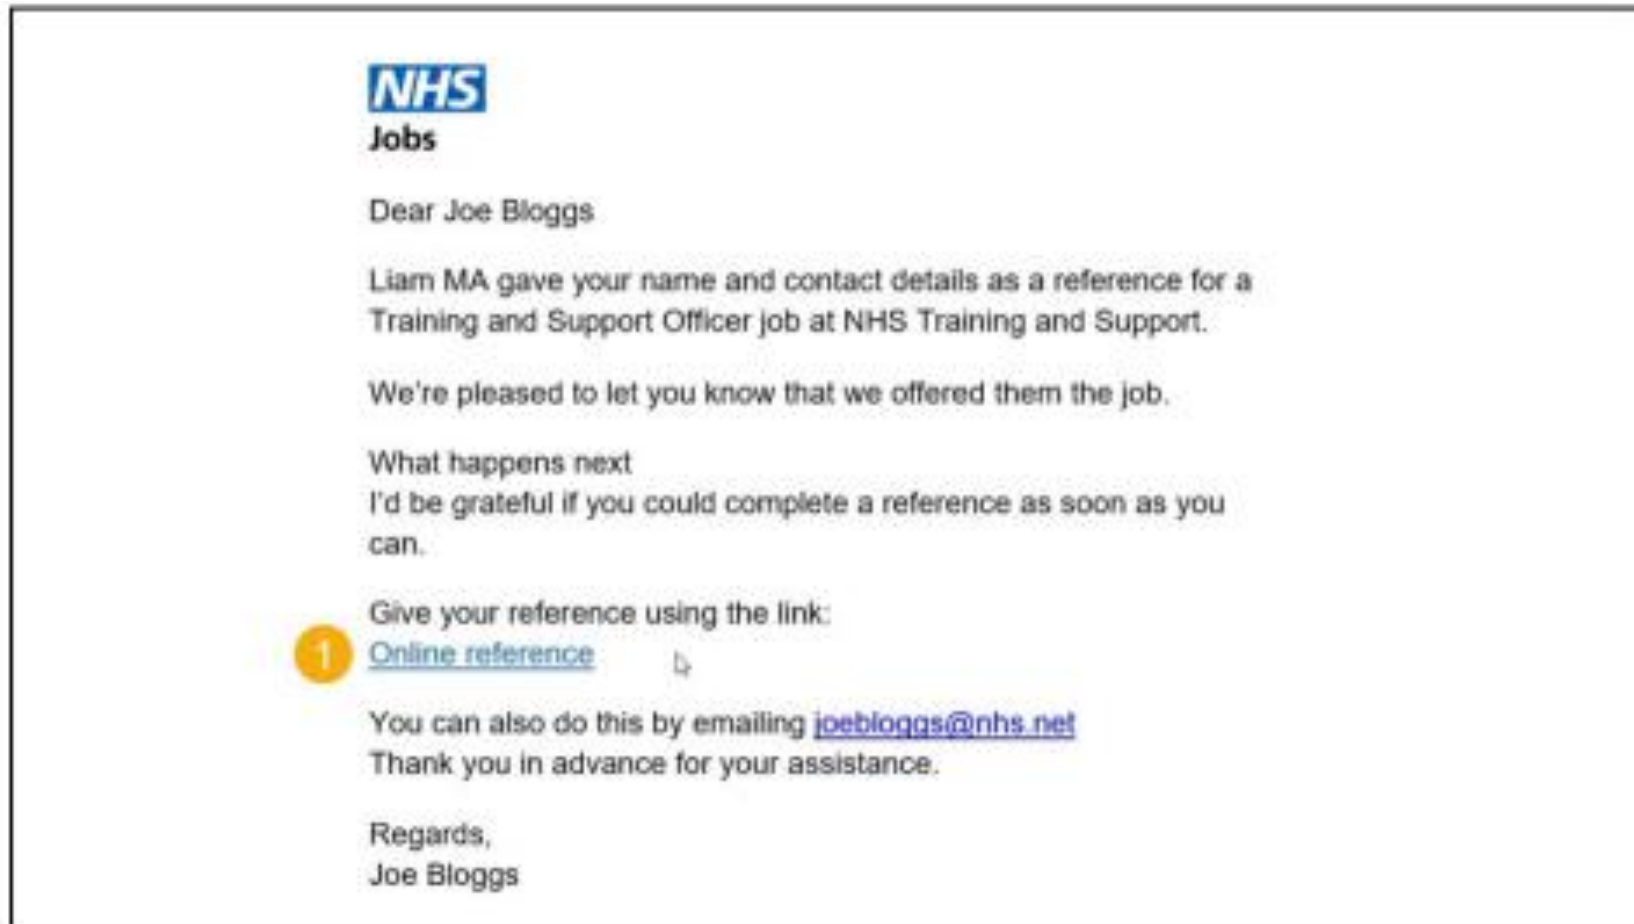 NHS
Jobs
Dear Joe Bloggs
Liam MA gave your name and contact details as a reference for a
Training and Support Officer job at NHS Training and Support.
We're pleased to let you know that we offered them the job.
What happens next
I'd be grateful if you could complete a reference as soon as you
can.
Give your reference using the link:
1 Online reference
You can also do this by emailing joebloggs@nhs.net
Thank you in advance for your assistance.
Regards,
Joe Bloggs